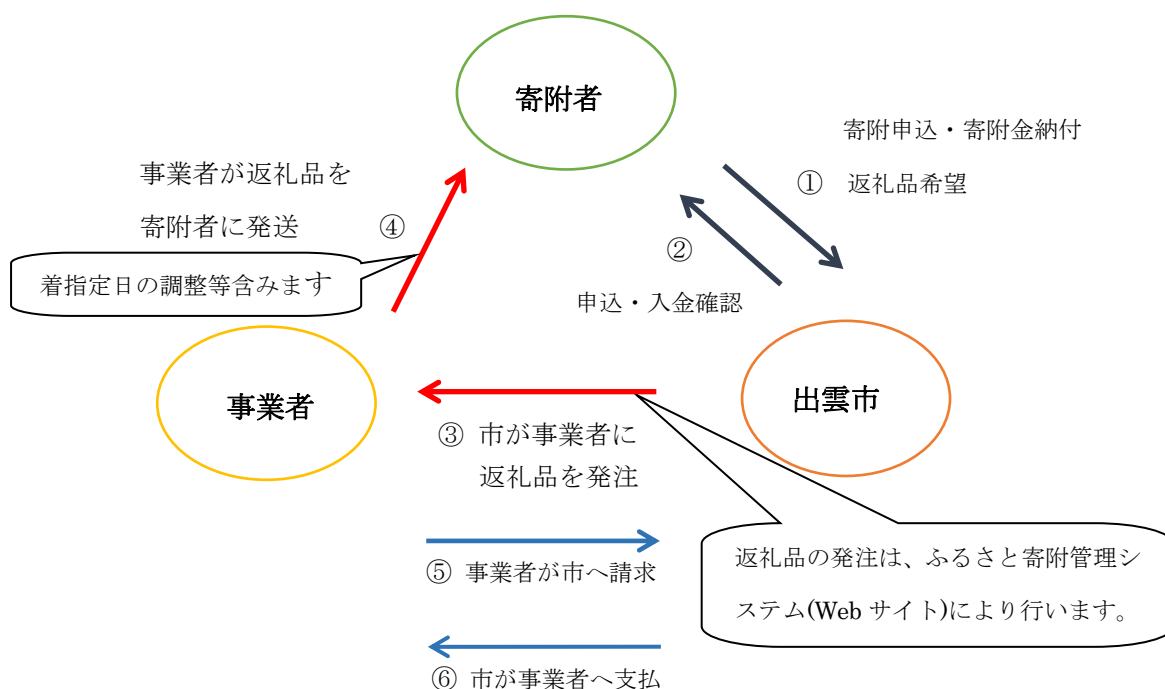 寄附者
寄附申込・寄附金納付
① 返礼品希望
事業者が返礼品を
寄附者に発送
④
②
着指定日の調整等含みます
申込・入金確認
事業者
出雲市
③ 市が事業者に
返礼品を発注
⑤ 事業者が市へ請求
返礼品の発注は、ふるさと寄附管理シ
ステム(Web サイト)により行います。
⑥ 市が事業者へ支払